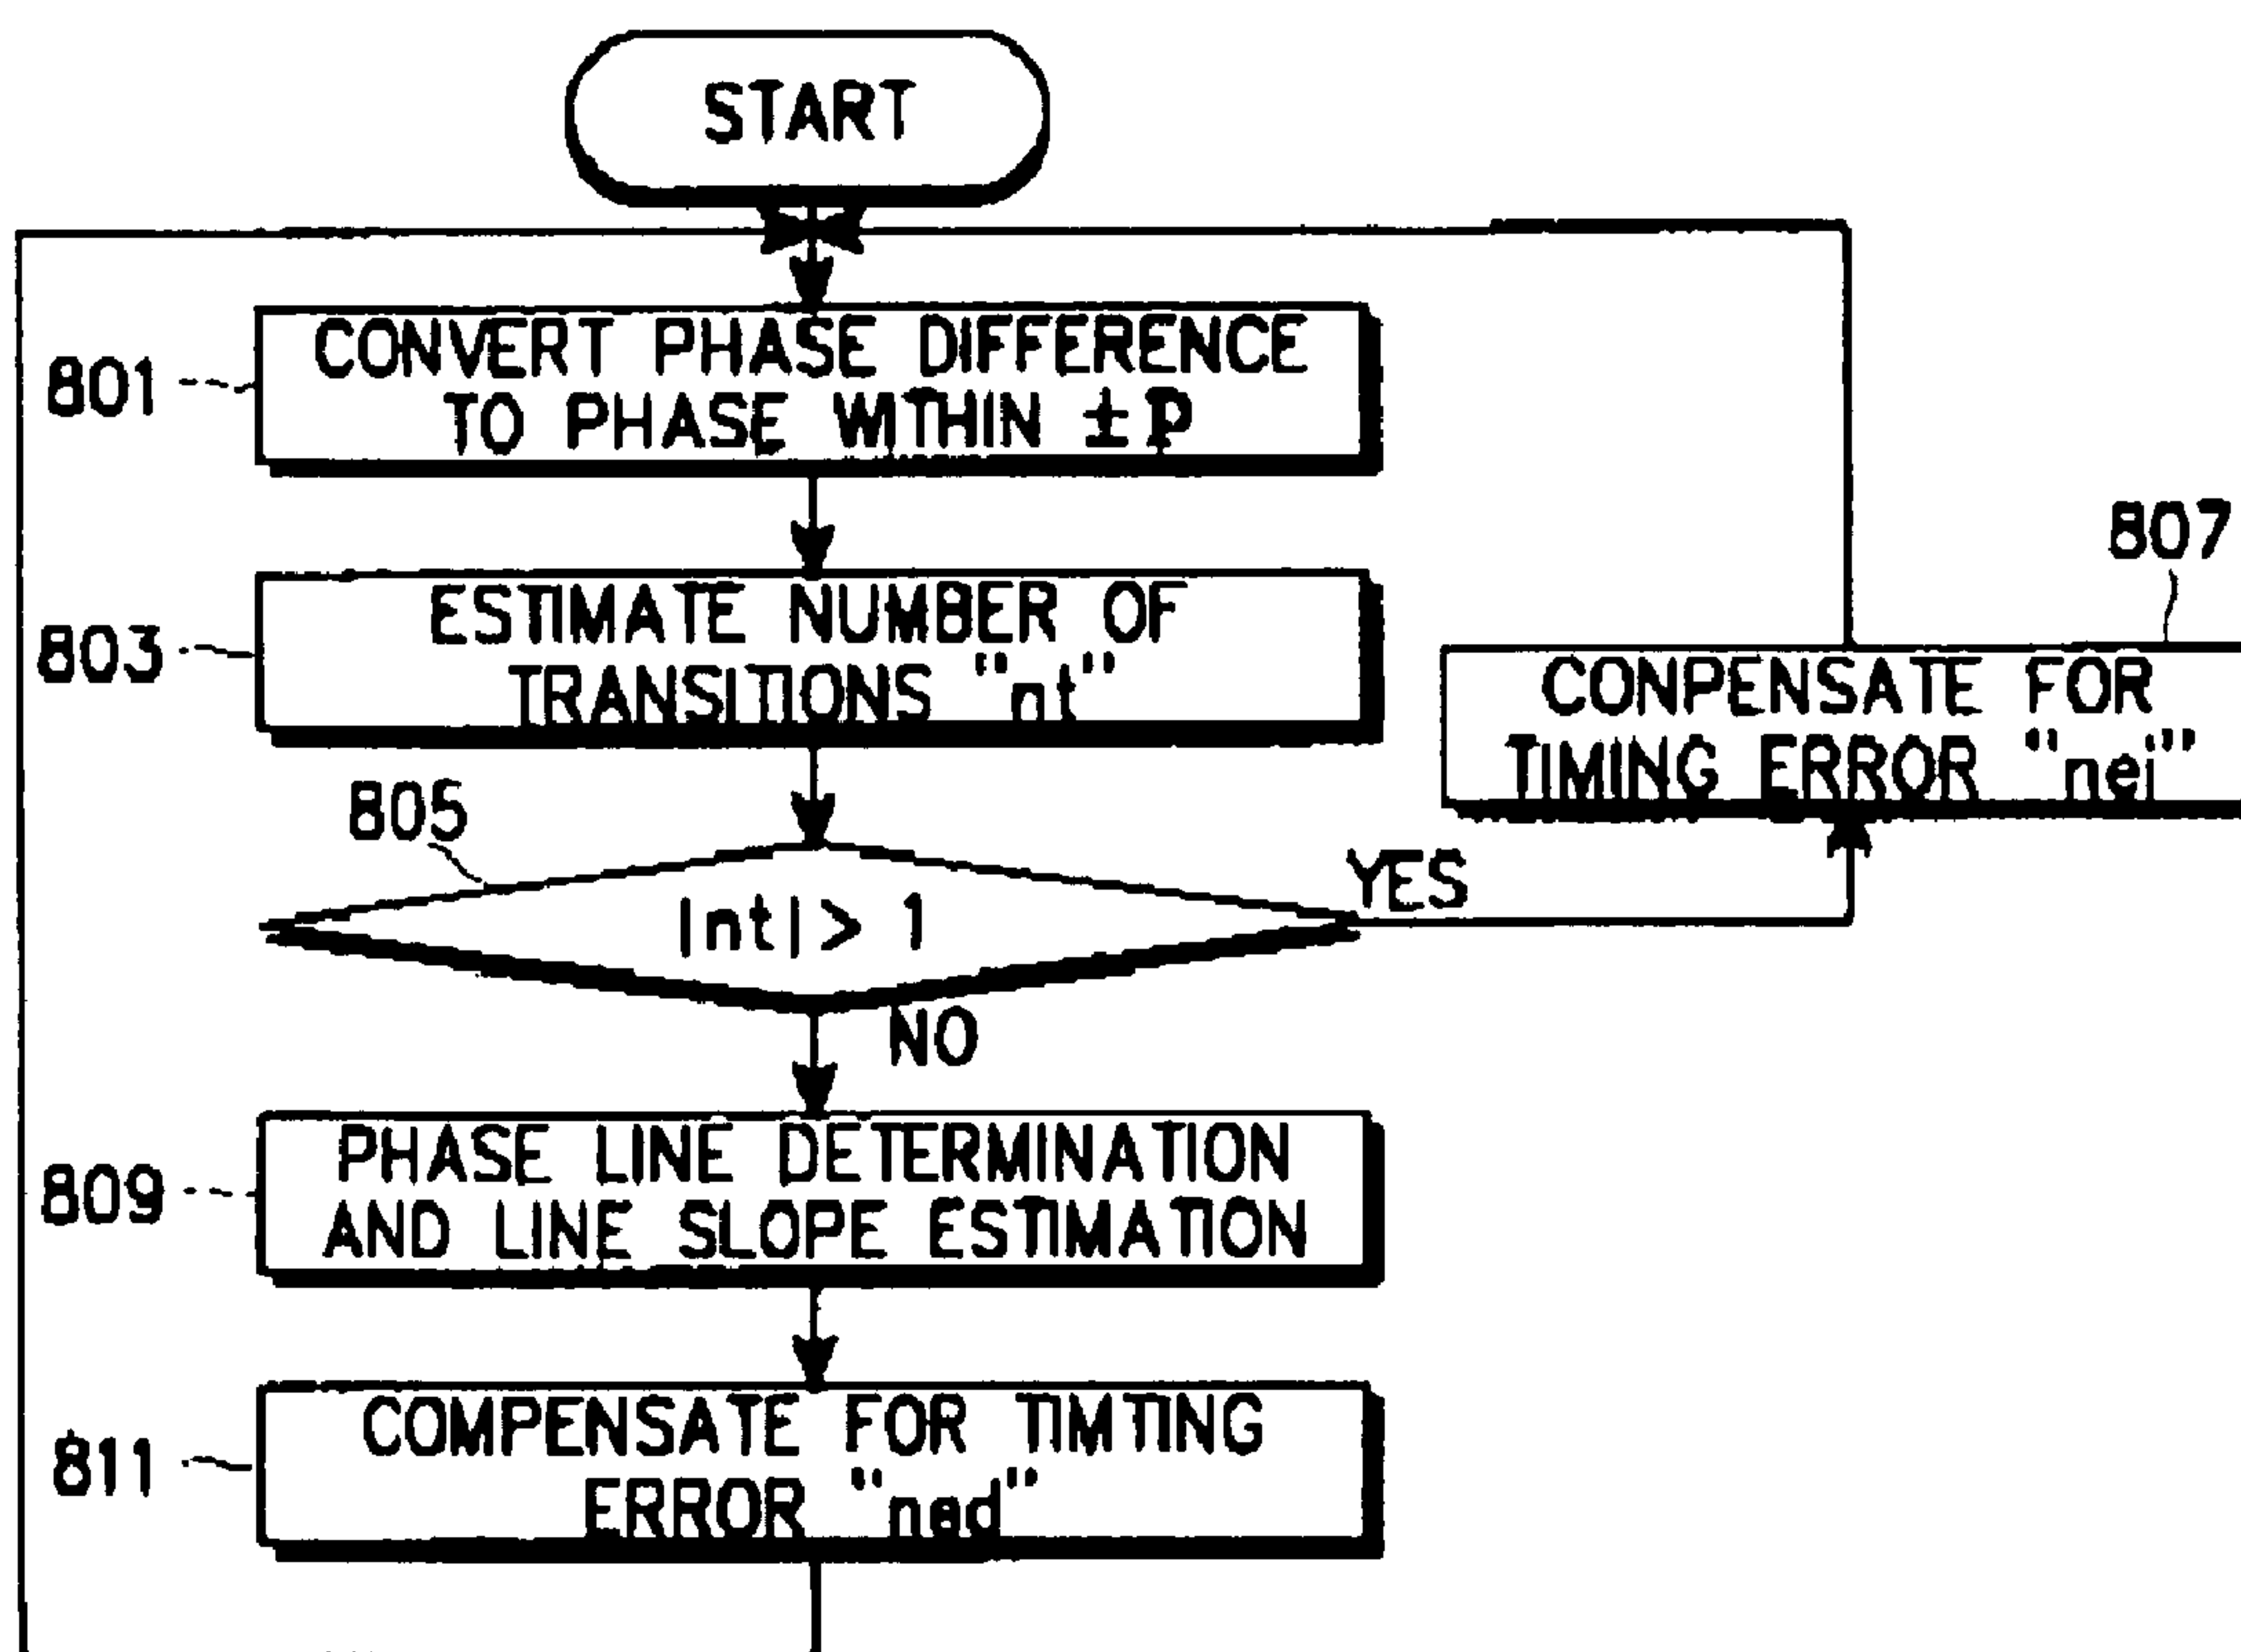 START
801
CONVERT PHASE DIFFERENCE
TO PHASE WITHIN ±P
803
ESTIMATE NUMBER OF
TRANSITIONS "nt"
807
CONPENSATE FOR
TIMING ERROR "nei"
805
|nt|> 1
YES
NO
809
PHASE LINE DETERMINATION
AND LINE SLOPE ESTIMATION
811
COMPENSATE FOR TIMTING
ERROR "ned"